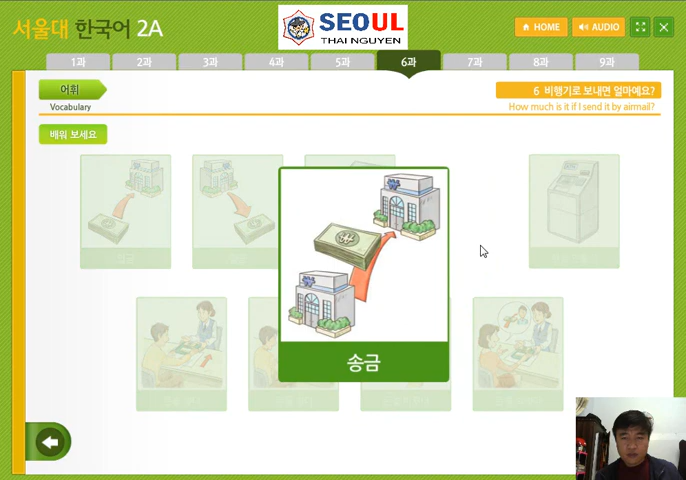 서울대 한국어 2A
SEOUL
THAI NGUYEN
HOME
AUDIO
1과
2과
3과
4과
5과
6과
7과
8과
9과
어휘
Vocabulary
6 비행기로 보내면 얼마예요?
How much is it if I send it by airmail?
배워 보세요
송금